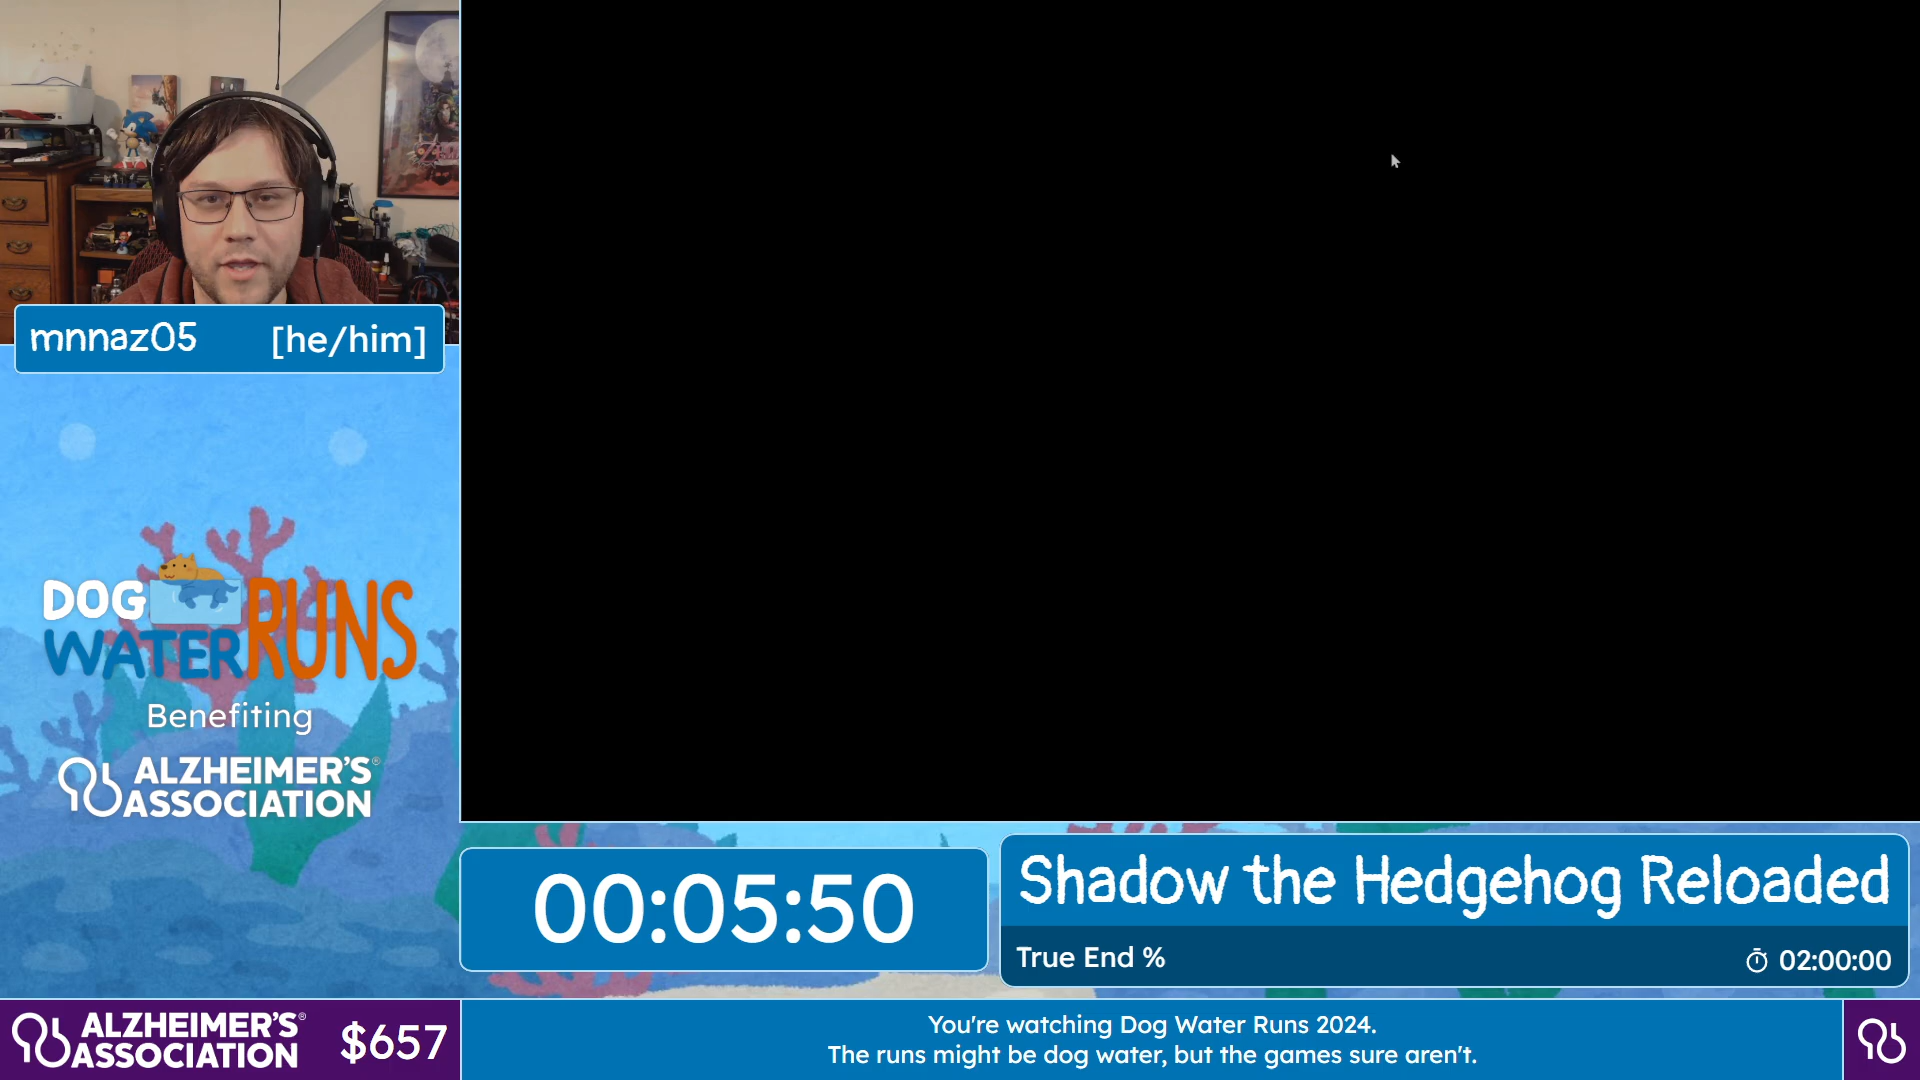 mnnaz05 [he/him]
DOG
WATER RUNS
Benefiting
ALZHEIMER'S®
ASSOCIATION
00:05:50
Shadow the Hedgehog Reloaded
True End %
02:00:00
ALZHEIMER'S®
ASSOCIATION
$657
You're watching Dog Water Runs 2024.
The runs might be dog water, but the games sure aren't.